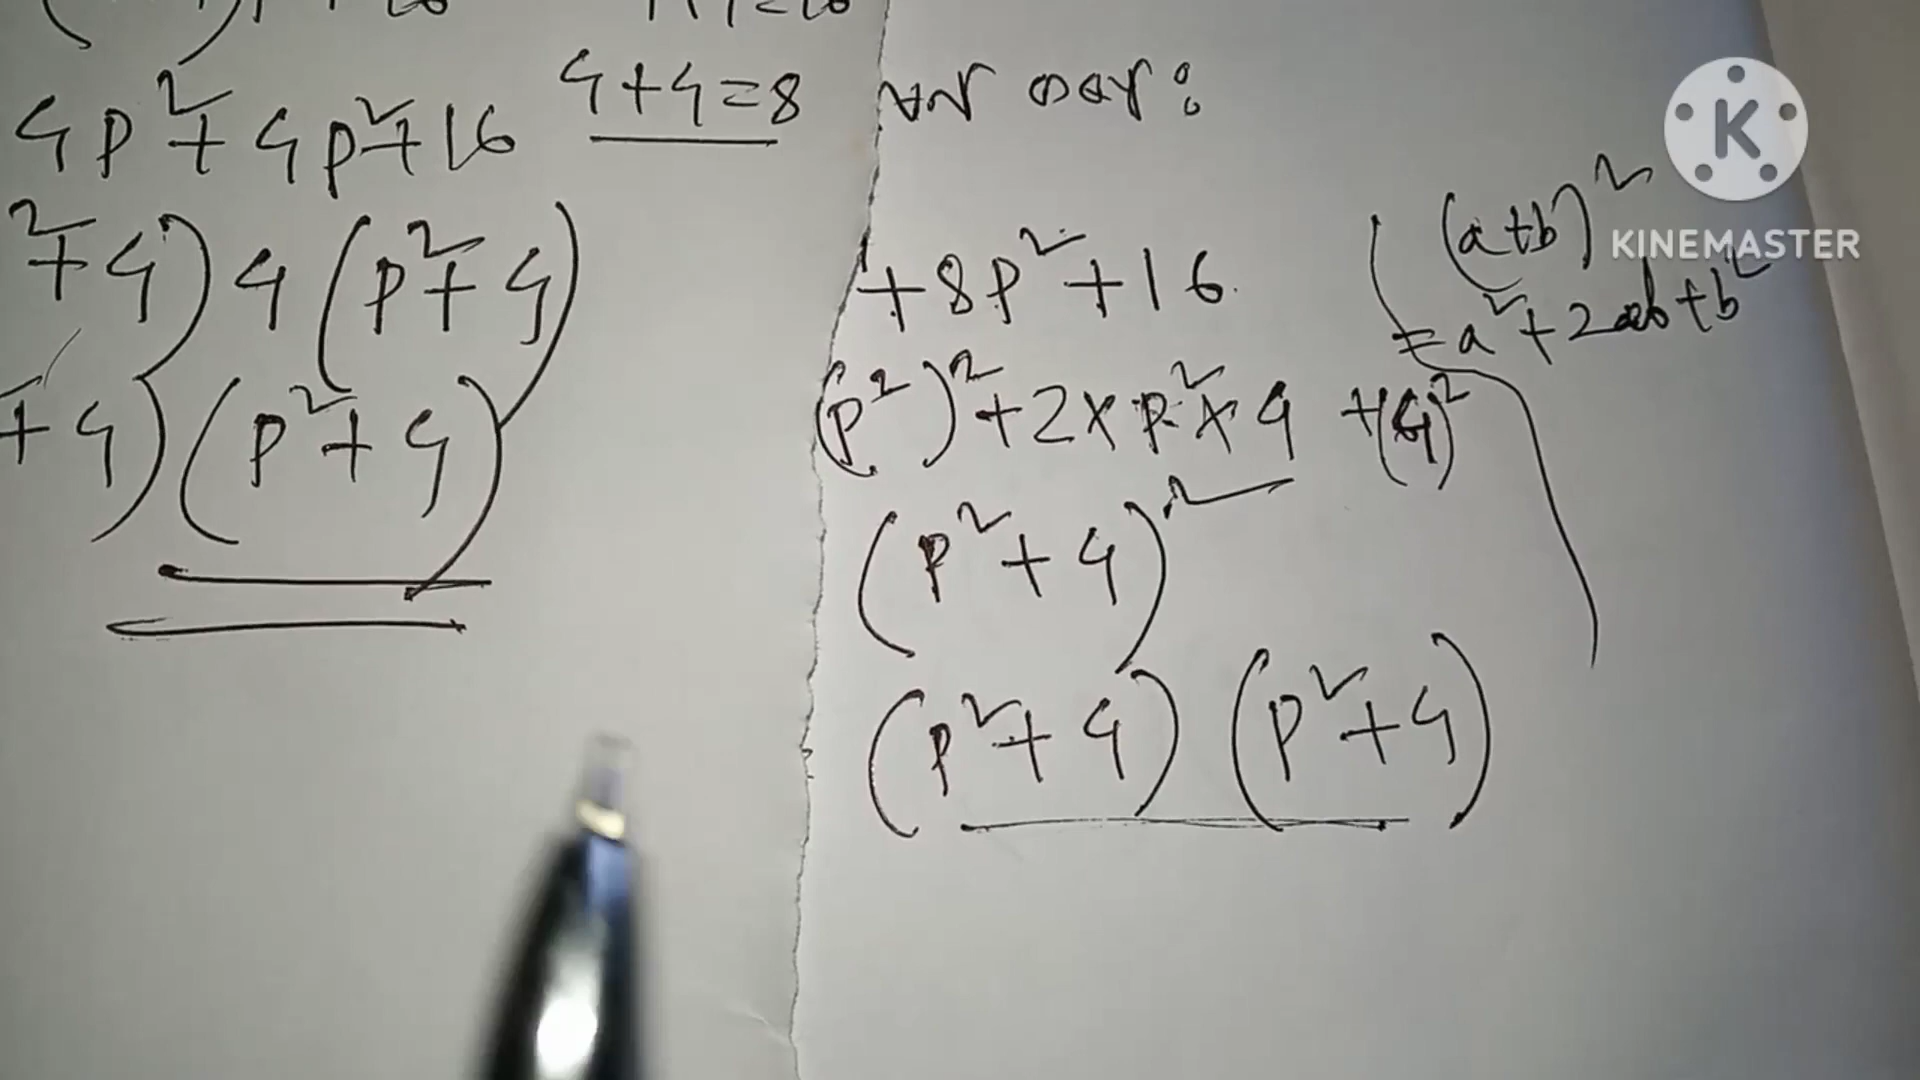 4+4=8
4p²+4p²+16
²+4) 4(p²+4)
+4)(p²+4)
+8p²+16
(p²)²+2×p²×4+(4)²
(p²+4)²
(p²+4)(p²+4)
(a+b)²
=a²+2ab+b²
K
KINEMASTER